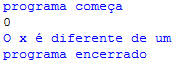 programa começa
0
O x é diferente de um
programa encerrado